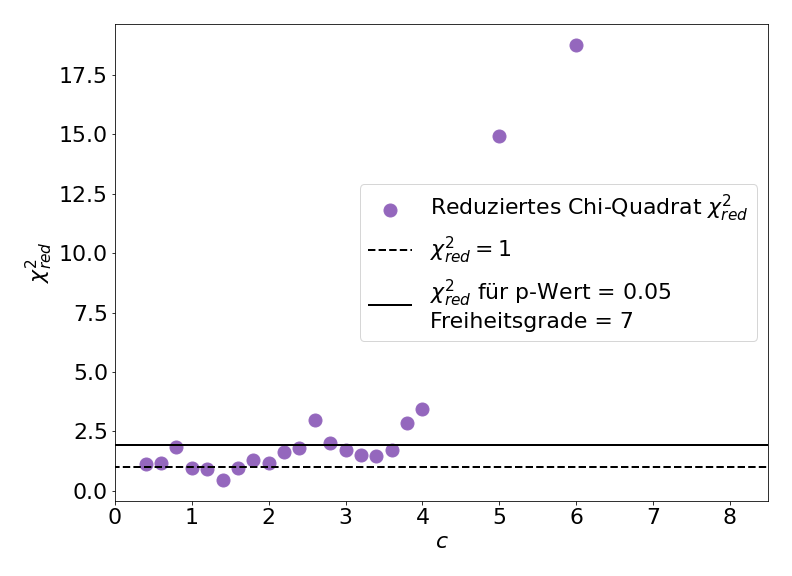 17.5
15.0
12.5
10.0
7.5
5.0
2.5
0.0
χ²red
Reduziertes Chi-Quadrat χ²red
χ²red = 1
χ²red für p-Wert = 0.05
Freiheitsgrade = 7
0 1 2 3 4 5 6 7 8
c